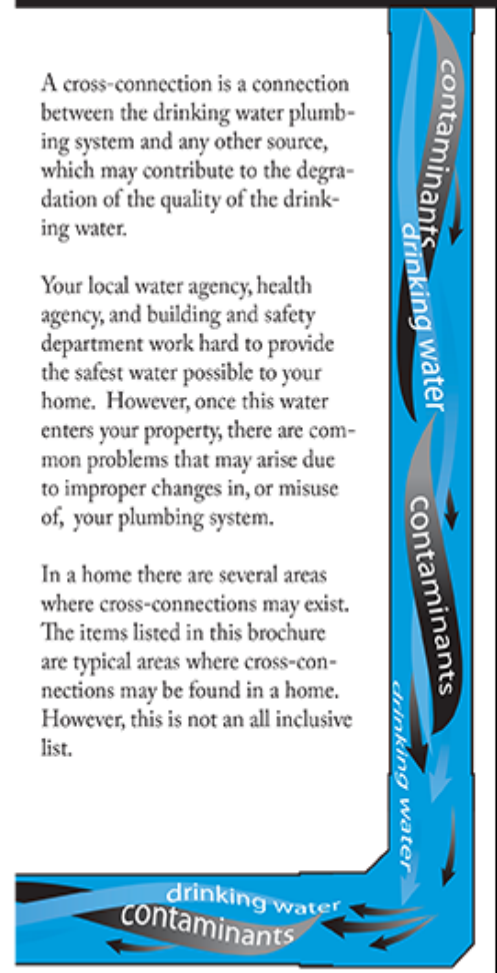 A cross-connection is a connection
between the drinking water plumb-
ing system and any other source,
which may contribute to the degra-
dation of the quality of the drink-
ing water.
Your local water agency, health
agency, and building and safety
department work hard to provide
the safest water possible to your
home.  However, once this water
enters your property, there are com-
mon problems that may arise due
to improper changes in, or misuse
of,  your plumbing system.
In a home there are several areas
where cross-connections may exist.
The items listed in this brochure
are typical areas where cross-con-
nections may be found in a home.
However, this is not an all inclusive
list.
contaminants
drinking water
contaminants
drinking water
drinking water
contaminants